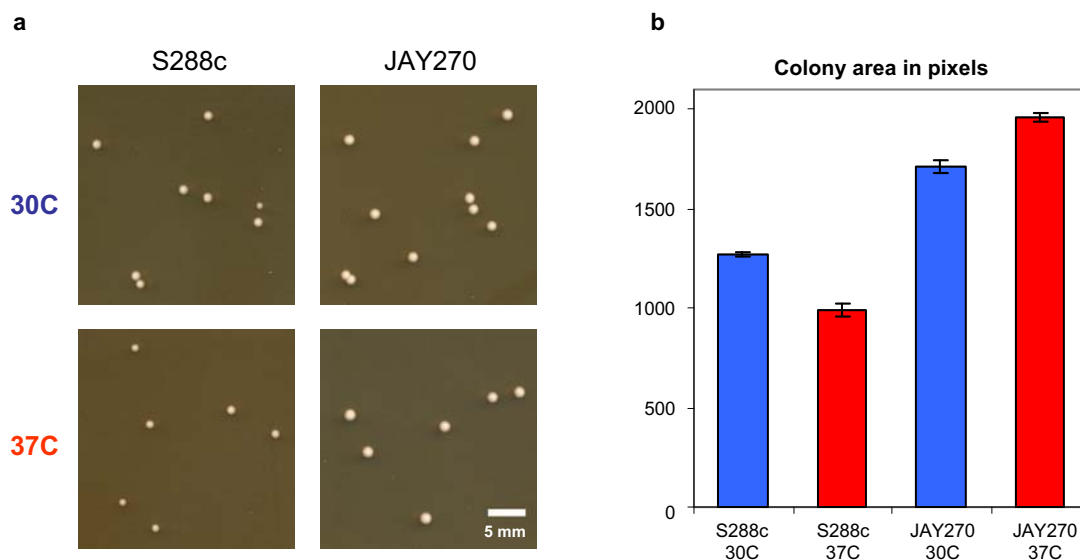 a
S288c JAY270
30C
37C
5 mm
b
Colony area in pixels
2000
1500
1000
500
0
S288c S288c JAY270 JAY270
30C 37C 30C 37C